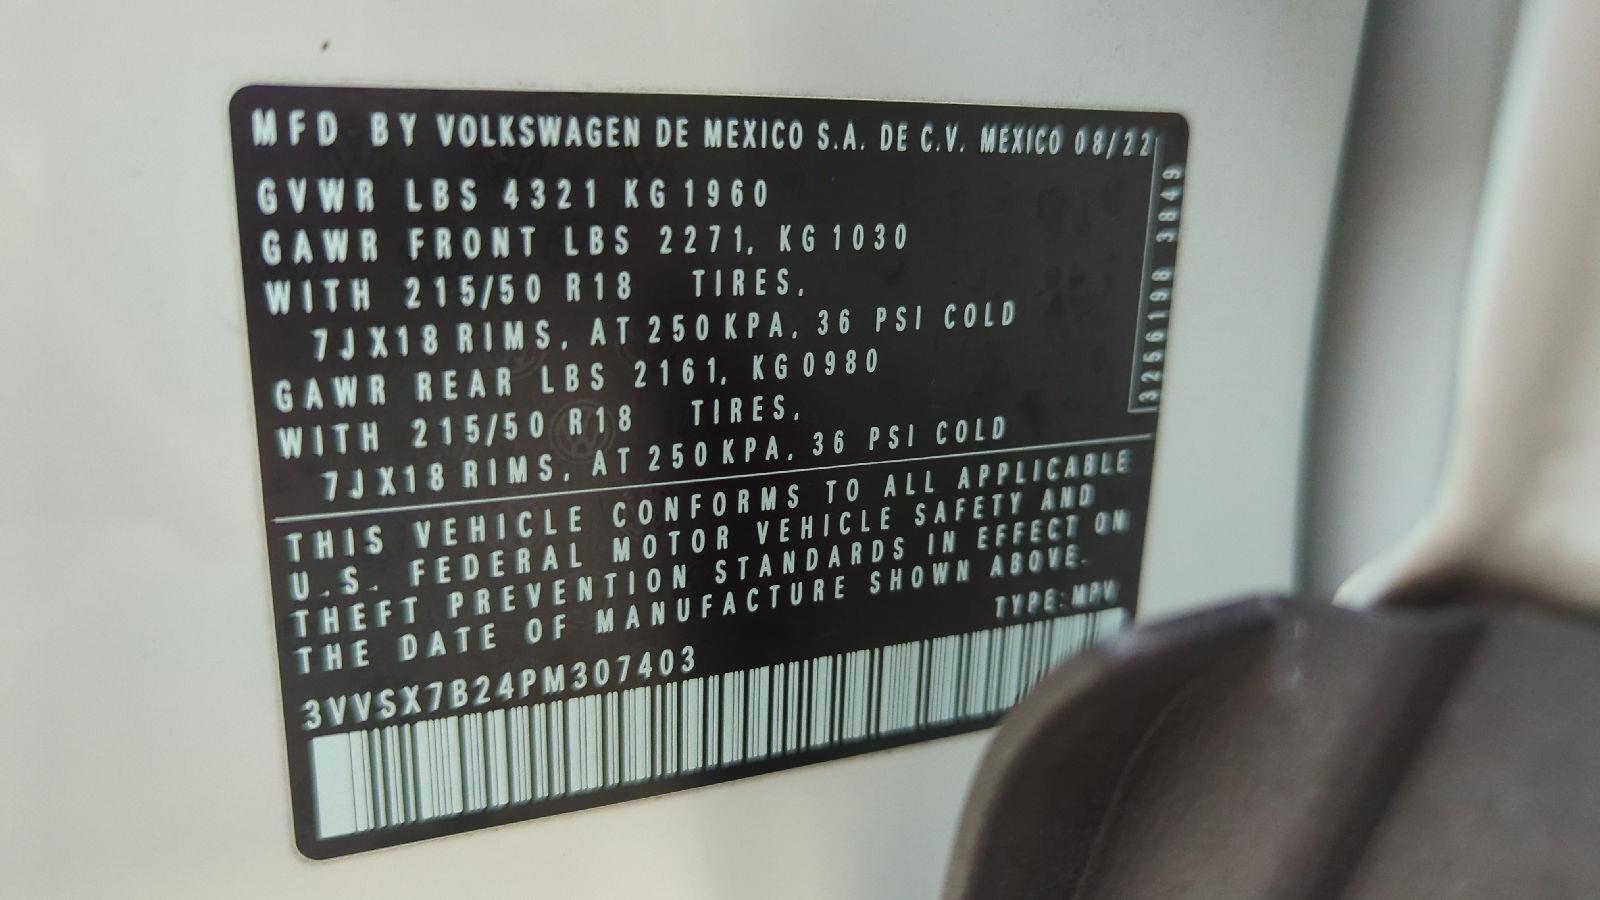 MFD BY VOLKSWAGEN DE MEXICO S.A. DE C.V. MEXICO 08/22
GVWR LBS 4321 KG 1960
GAWR FRONT LBS 2271, KG 1030
WITH 215/50 R18 TIRES,
7JX18 RIMS, AT 250 KPA, 36 PSI COLD
GAWR REAR LBS 2161, KG 0980
WITH 215/50 R18 TIRES,
7JX18 RIMS, AT 250 KPA, 36 PSI COLD
THIS VEHICLE CONFORMS TO ALL APPLICABLE
U.S. FEDERAL MOTOR VEHICLE SAFETY AND
THEFT PREVENTION STANDARDS IN EFFECT ON
THE DATE OF MANUFACTURE SHOWN ABOVE.
TYPE: MPV
3VVSX7B24PM307403
3256198 3849